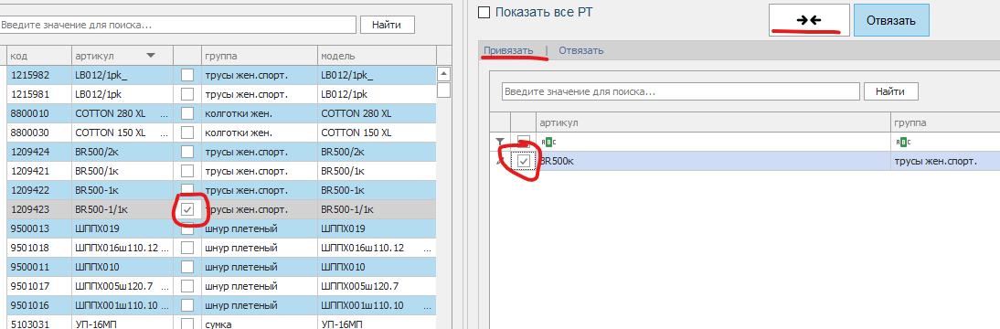 Введите значение для поиска...
Найти
код артикул группа модель
1215982 LB012/1pk_ трусы жен.спорт. LB012/1pk_
1215981 LB012/1pk трусы жен.спорт. LB012/1pk
8800010 COTTON 280 XL ... колготки жен. COTTON 280 XL
8800030 COTTON 150 XL ... колготки жен. COTTON 150 XL
1209424 BR500/2к трусы жен.спорт. BR500/2к
1209421 BR500/1к трусы жен.спорт. BR500/1к
1209422 BR500-1к трусы жен.спорт. BR500-1к
1209423 BR500-1/1к трусы жен.спорт. BR500-1/1к
9500013 ШППХ019 шнур плетеный ШППХ019
9501018 ШППХ016ш110.12 ... шнур плетеный ШППХ016ш110.12 ...
9500011 ШППХ010 шнур плетеный ШППХ010
9501017 ШППХ005ш120.7 ... шнур плетеный ШППХ005ш120.7
9501016 ШППХ001ш110.10 ... шнур плетеный ШППХ001ш110.10 ...
5103031 УП-16МП сумка УП-16МП
Показать все РТ
Отвязать
Привязать | Отвязать
Введите значение для поиска...
Найти
артикул группа
ABC ABC
BR500к трусы жен.спорт.